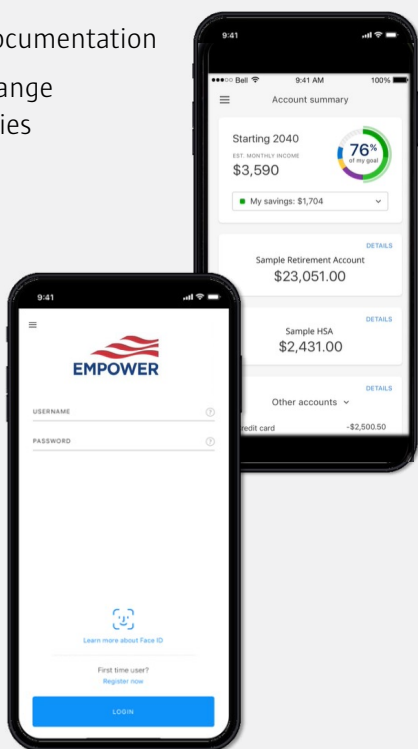 ocumentation
ange
ies
9:41
Bell 9:41 AM 100%
Account summary
Starting 2040
EST. MONTHLY INCOME
$3,590
76%
of my goal
My savings: $1,704
DETAILS
Sample Retirement Account
$23,051.00
DETAILS
Sample HSA
$2,431.00
DETAILS
Other accounts
redit card -$2,500.50
9:41
EMPOWER
USERNAME ?
PASSWORD ?
Learn more about Face ID
First time user?
Register now
LOGIN